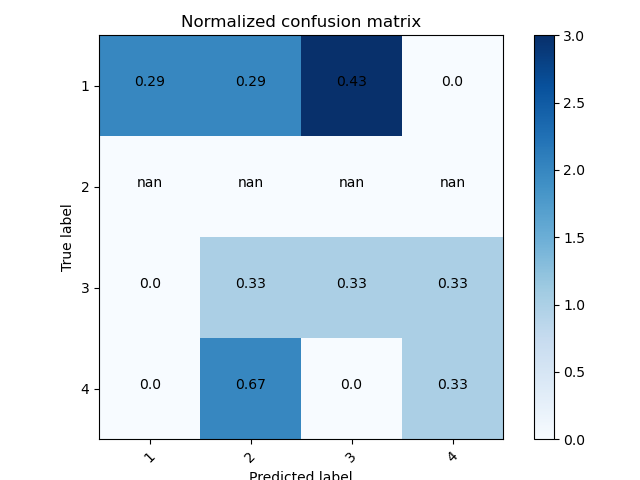 Normalized confusion matrix
3.0
1
0.29 0.29 0.43 0.0
2.5
2.0
2
nan nan nan nan
True label
1.5
3
0.0 0.33 0.33 0.33
1.0
4
0.0 0.67 0.0 0.33
0.5
0.0
1 2 3 4
Predicted label